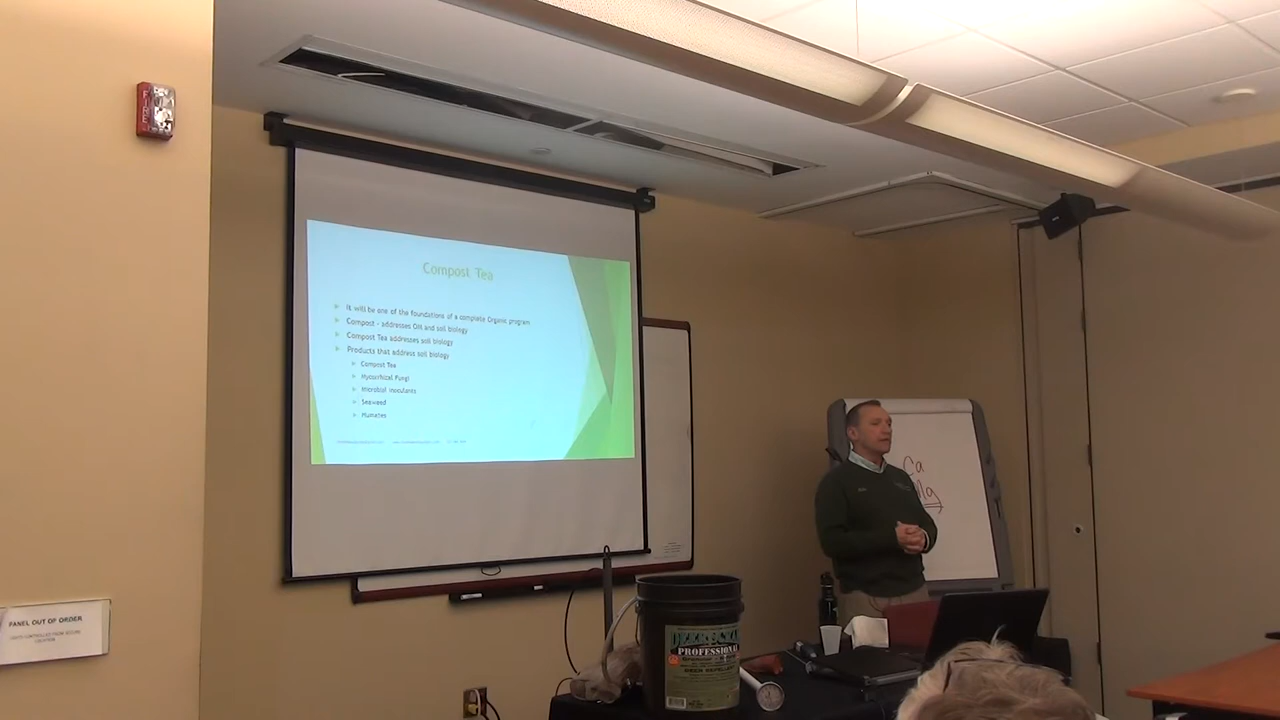 FIRE
Compost Tea
It will be one of the foundations of a complete Organic program
Compost - addresses OM and soil biology
Compost Tea addresses soil biology
Products that address soil biology
Compost Tea
Mycorrhizal Fungi
Microbial Inoculants
Seaweed
Humates
Ca
Mg
PANEL OUT OF ORDER
PROFESSIONAL
DEER REPELLENT